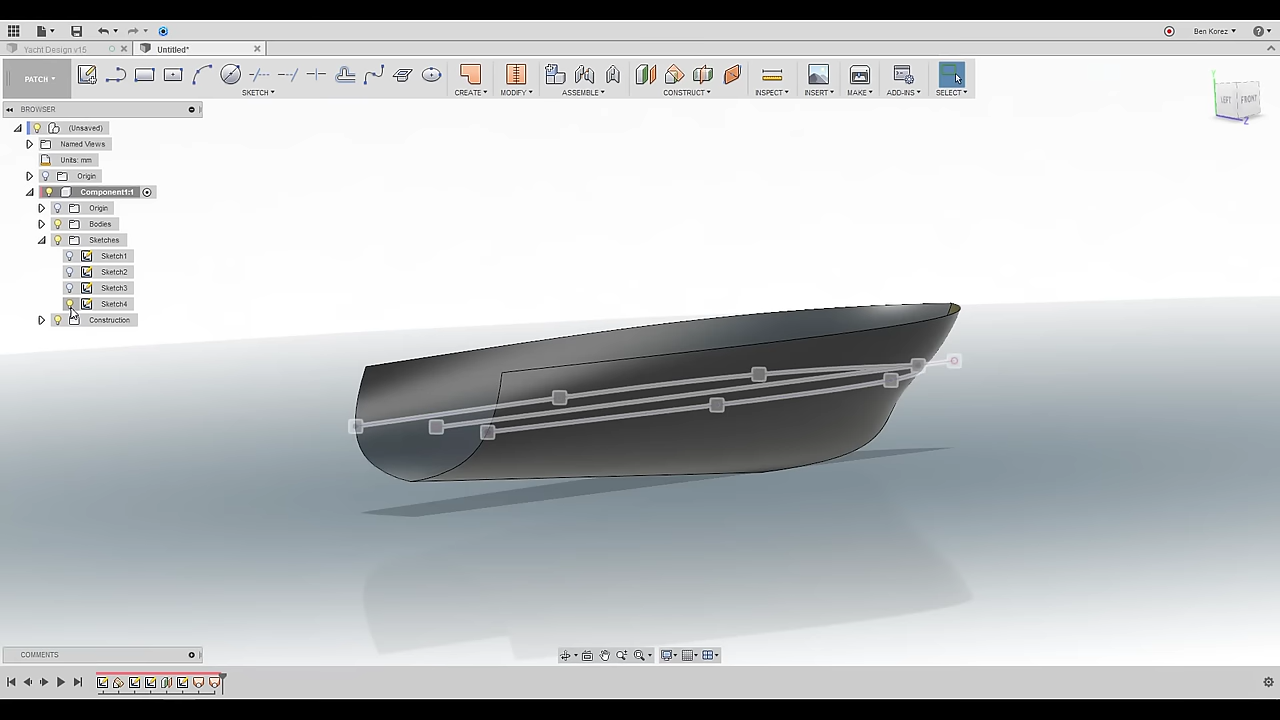 Ben Korez
Yacht Design v15
Untitled*
PATCH
SKETCH
CREATE
MODIFY
ASSEMBLE
CONSTRUCT
INSPECT
INSERT
MAKE
ADD-INS
SELECT
BROWSER
(Unsaved)
Named Views
Units: mm
Origin
Component1:1
Origin
Bodies
Sketches
Sketch1
Sketch2
Sketch3
Sketch4
Construction
LEFT
FRONT
Y
Z
COMMENTS